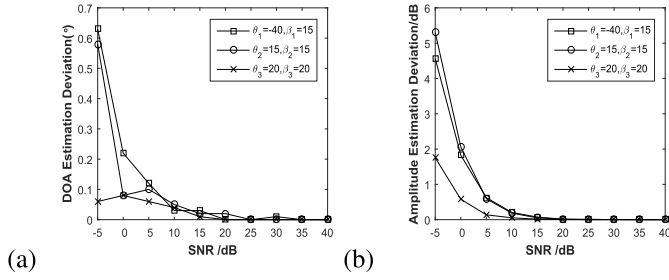 (a)
DOA Estimation Deviation(°)
0.7
0.6
0.5
0.4
0.3
0.2
0.1
0
-5 0 5 10 15 20 25 30 35 40
SNR /dB
θ1=-40,β1=15
θ2=15,β2=15
θ3=20,β3=20
(b)
Amplitude Estimation Deviation/dB
6
5
4
3
2
1
0
-5 0 5 10 15 20 25 30 35 40
SNR /dB
θ1=-40,β1=15
θ2=15,β2=15
θ3=20,β3=20